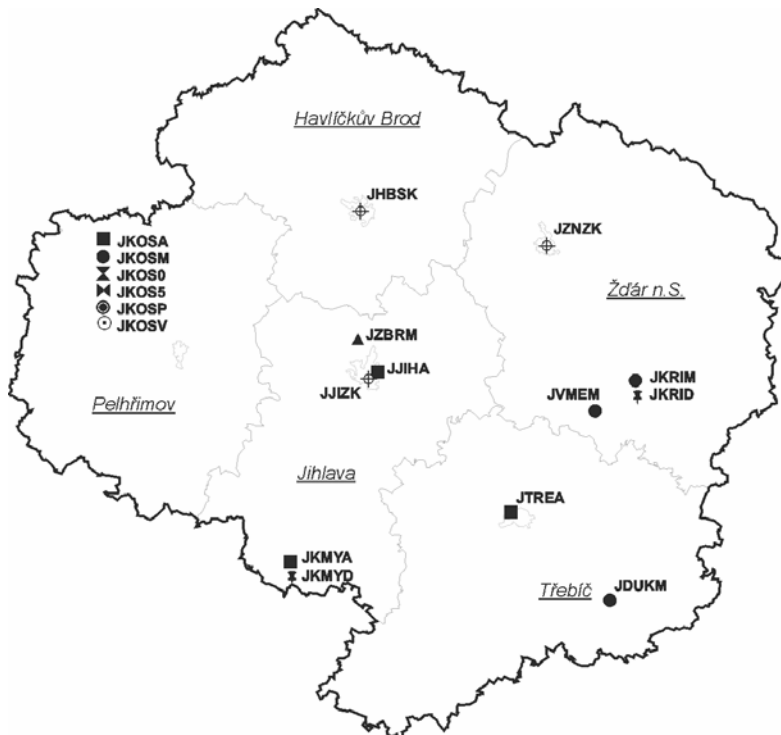 Havlíčkův Brod
JHBSK
JZNZK
JKOSA
JKOSM
JKOS0
JKOS5
JKOSP
JKOSV
Žďár n.S.
JZBRM
JJIHA
JJIZK
JKRIM
JVMEM
JKRID
Pelhřimov
Jihlava
JTREA
JKMYA
JKMYD
Třebíč
JDUKM